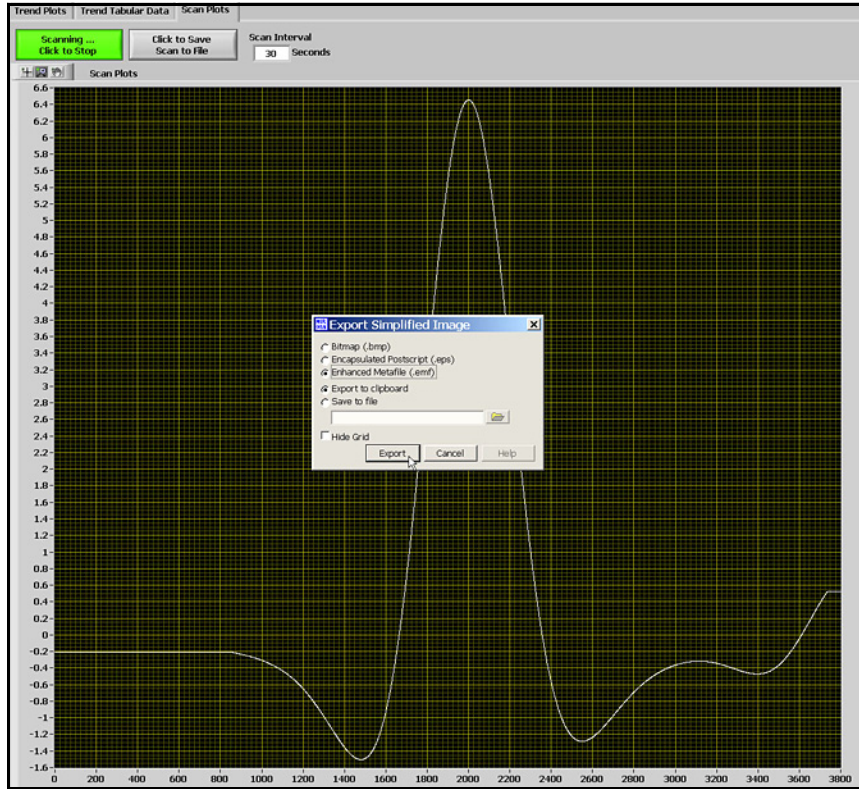 Trend Plots Trend Tabular Data Scan Plots
Scanning ...
Click to Stop
Click to Save
Scan to File
Scan Interval
30 Seconds
Scan Plots
6.6
6.4
6.2
6
5.8
5.6
5.4
5.2
5
4.8
4.6
4.4
4.2
4
3.8
3.6
3.4
3.2
3
2.8
2.6
2.4
2.2
2
1.8
1.6
1.4
1.2
1
0.8
0.6
0.4
0.2
0
-0.2
-0.4
-0.6
-0.8
-1
-1.2
-1.4
-1.6
Export Simplified Image
Bitmap (.bmp)
Encapsulated Postscript (.eps)
Enhanced Metafile (.emf)
Export to clipboard
Save to file
Hide Grid
Export Cancel Help
0 200 400 600 800 1000 1200 1400 1600 1800 2000 2200 2400 2600 2800 3000 3200 3400 3600 3800